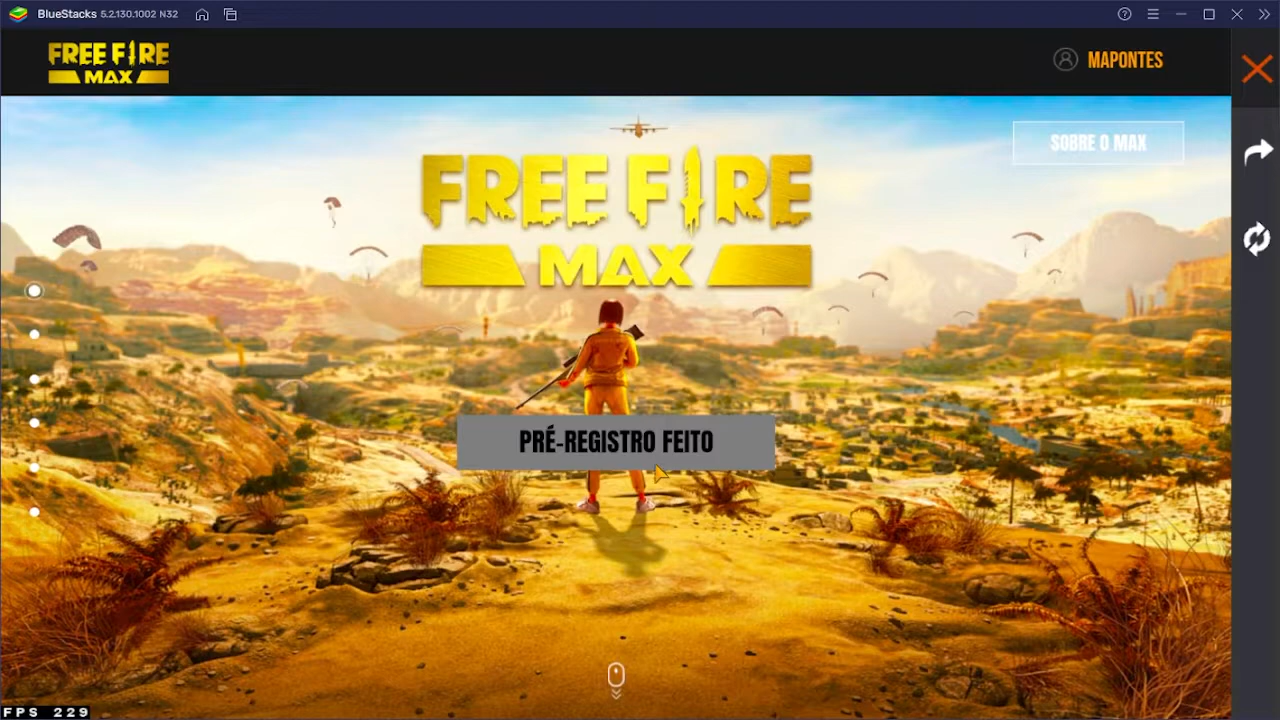 BlueStacks 5.2.130.1002 N32
FREE FIRE
MAX
MAPONTES
SOBRE O MAX
FREE FIRE
MAX
PRÉ-REGISTRO FEITO
FPS 229